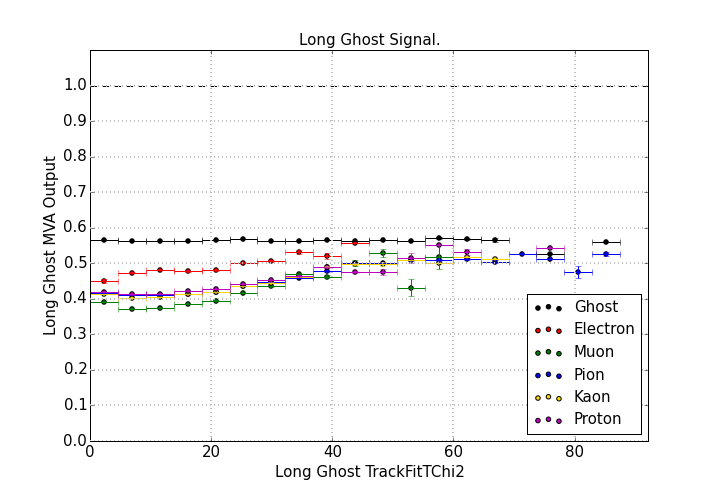 Long Ghost Signal.
Long Ghost MVA Output
1.0
0.9
0.8
0.7
0.6
0.5
0.4
0.3
0.2
0.1
0.0
0 20 40 60 80
Long Ghost TrackFitTChi2
Ghost
Electron
Muon
Pion
Kaon
Proton